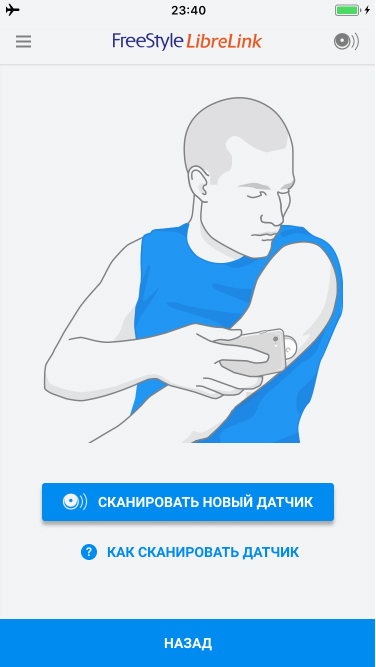 23:40
FreeStyle LibreLink
СКАНИРОВАТЬ НОВЫЙ ДАТЧИК
? КАК СКАНИРОВАТЬ ДАТЧИК
НАЗАД